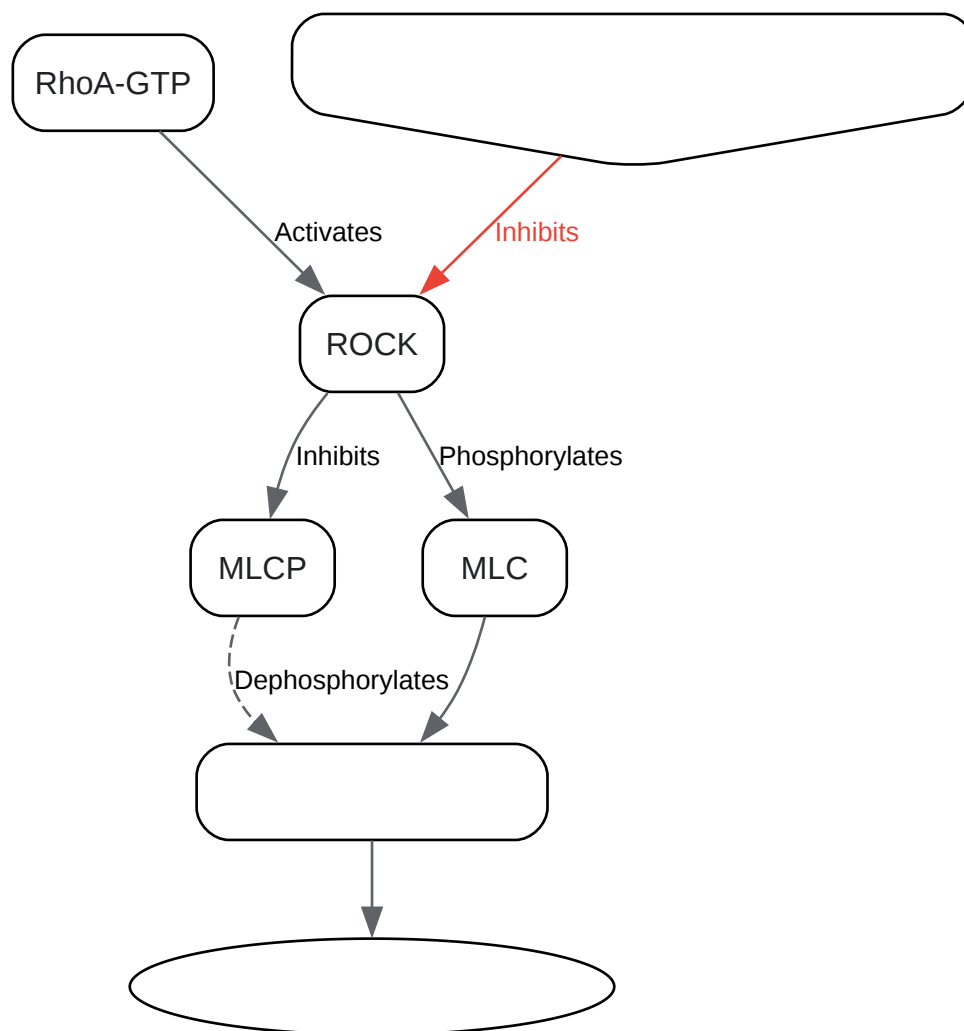 RhoA-GTP
Activates
Inhibits
ROCK
Inhibits
Phosphorylates
MLCP
MLC
Dephosphorylates